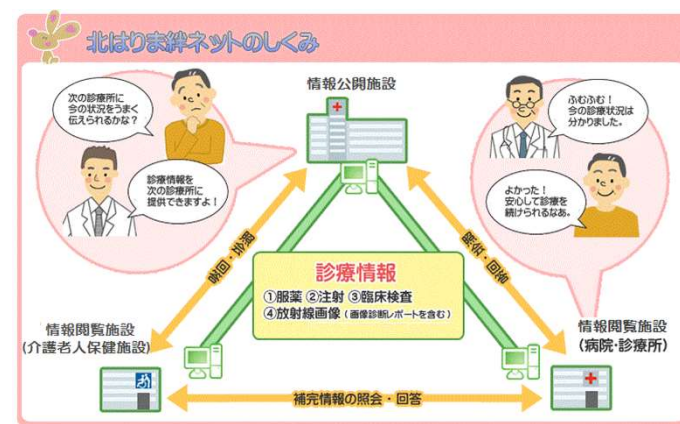 北はりま絆ネットのしくみ
情報公開施設
次の診療所に
今の状況をうまく
伝えられるかな？
診療情報を
次の診療所に
提供できますよ！
ふむふむ！
今の診療状況は
分かりました。
よかった！
安心して診療を
続けられるなあ。
照会・回答
照会・回答
診療情報
①服薬 ②注射 ③臨床検査
④放射線画像（画像診断レポートを含む）
情報閲覧施設
(介護老人保健施設)
情報閲覧施設
(病院・診療所)
補完情報の照会・回答